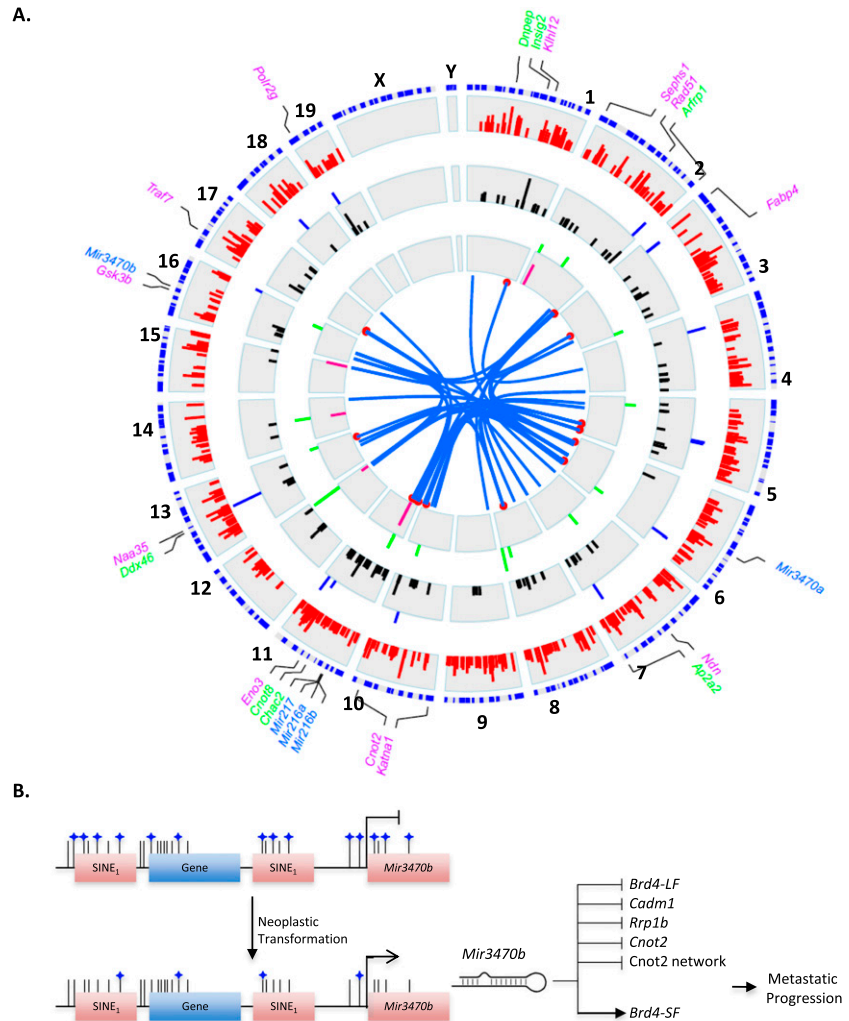 A.
Dnpep
Insig2
Klhl12
Sephs1
Rad51
Arfrp1
Fabp4
Polr2g
Traf7
Mir3470b
Gsk3b
Naa35
Ddx46
Eno3
Cnot8
Chac2
Mir217
Mir216a
Mir216b
Cnot2
Katna1
Ndn
Ap2a2
Mir3470a
X
Y
1
2
3
4
5
6
7
8
9
10
11
12
13
14
15
16
17
18
19
B.
SINE1
Gene
SINE1
Mir3470b
Neoplastic
Transformation
SINE1
Gene
SINE1
Mir3470b
Mir3470b
Brd4-LF
Cadm1
Rrp1b
Cnot2
Cnot2 network
Brd4-SF
Metastatic
Progression